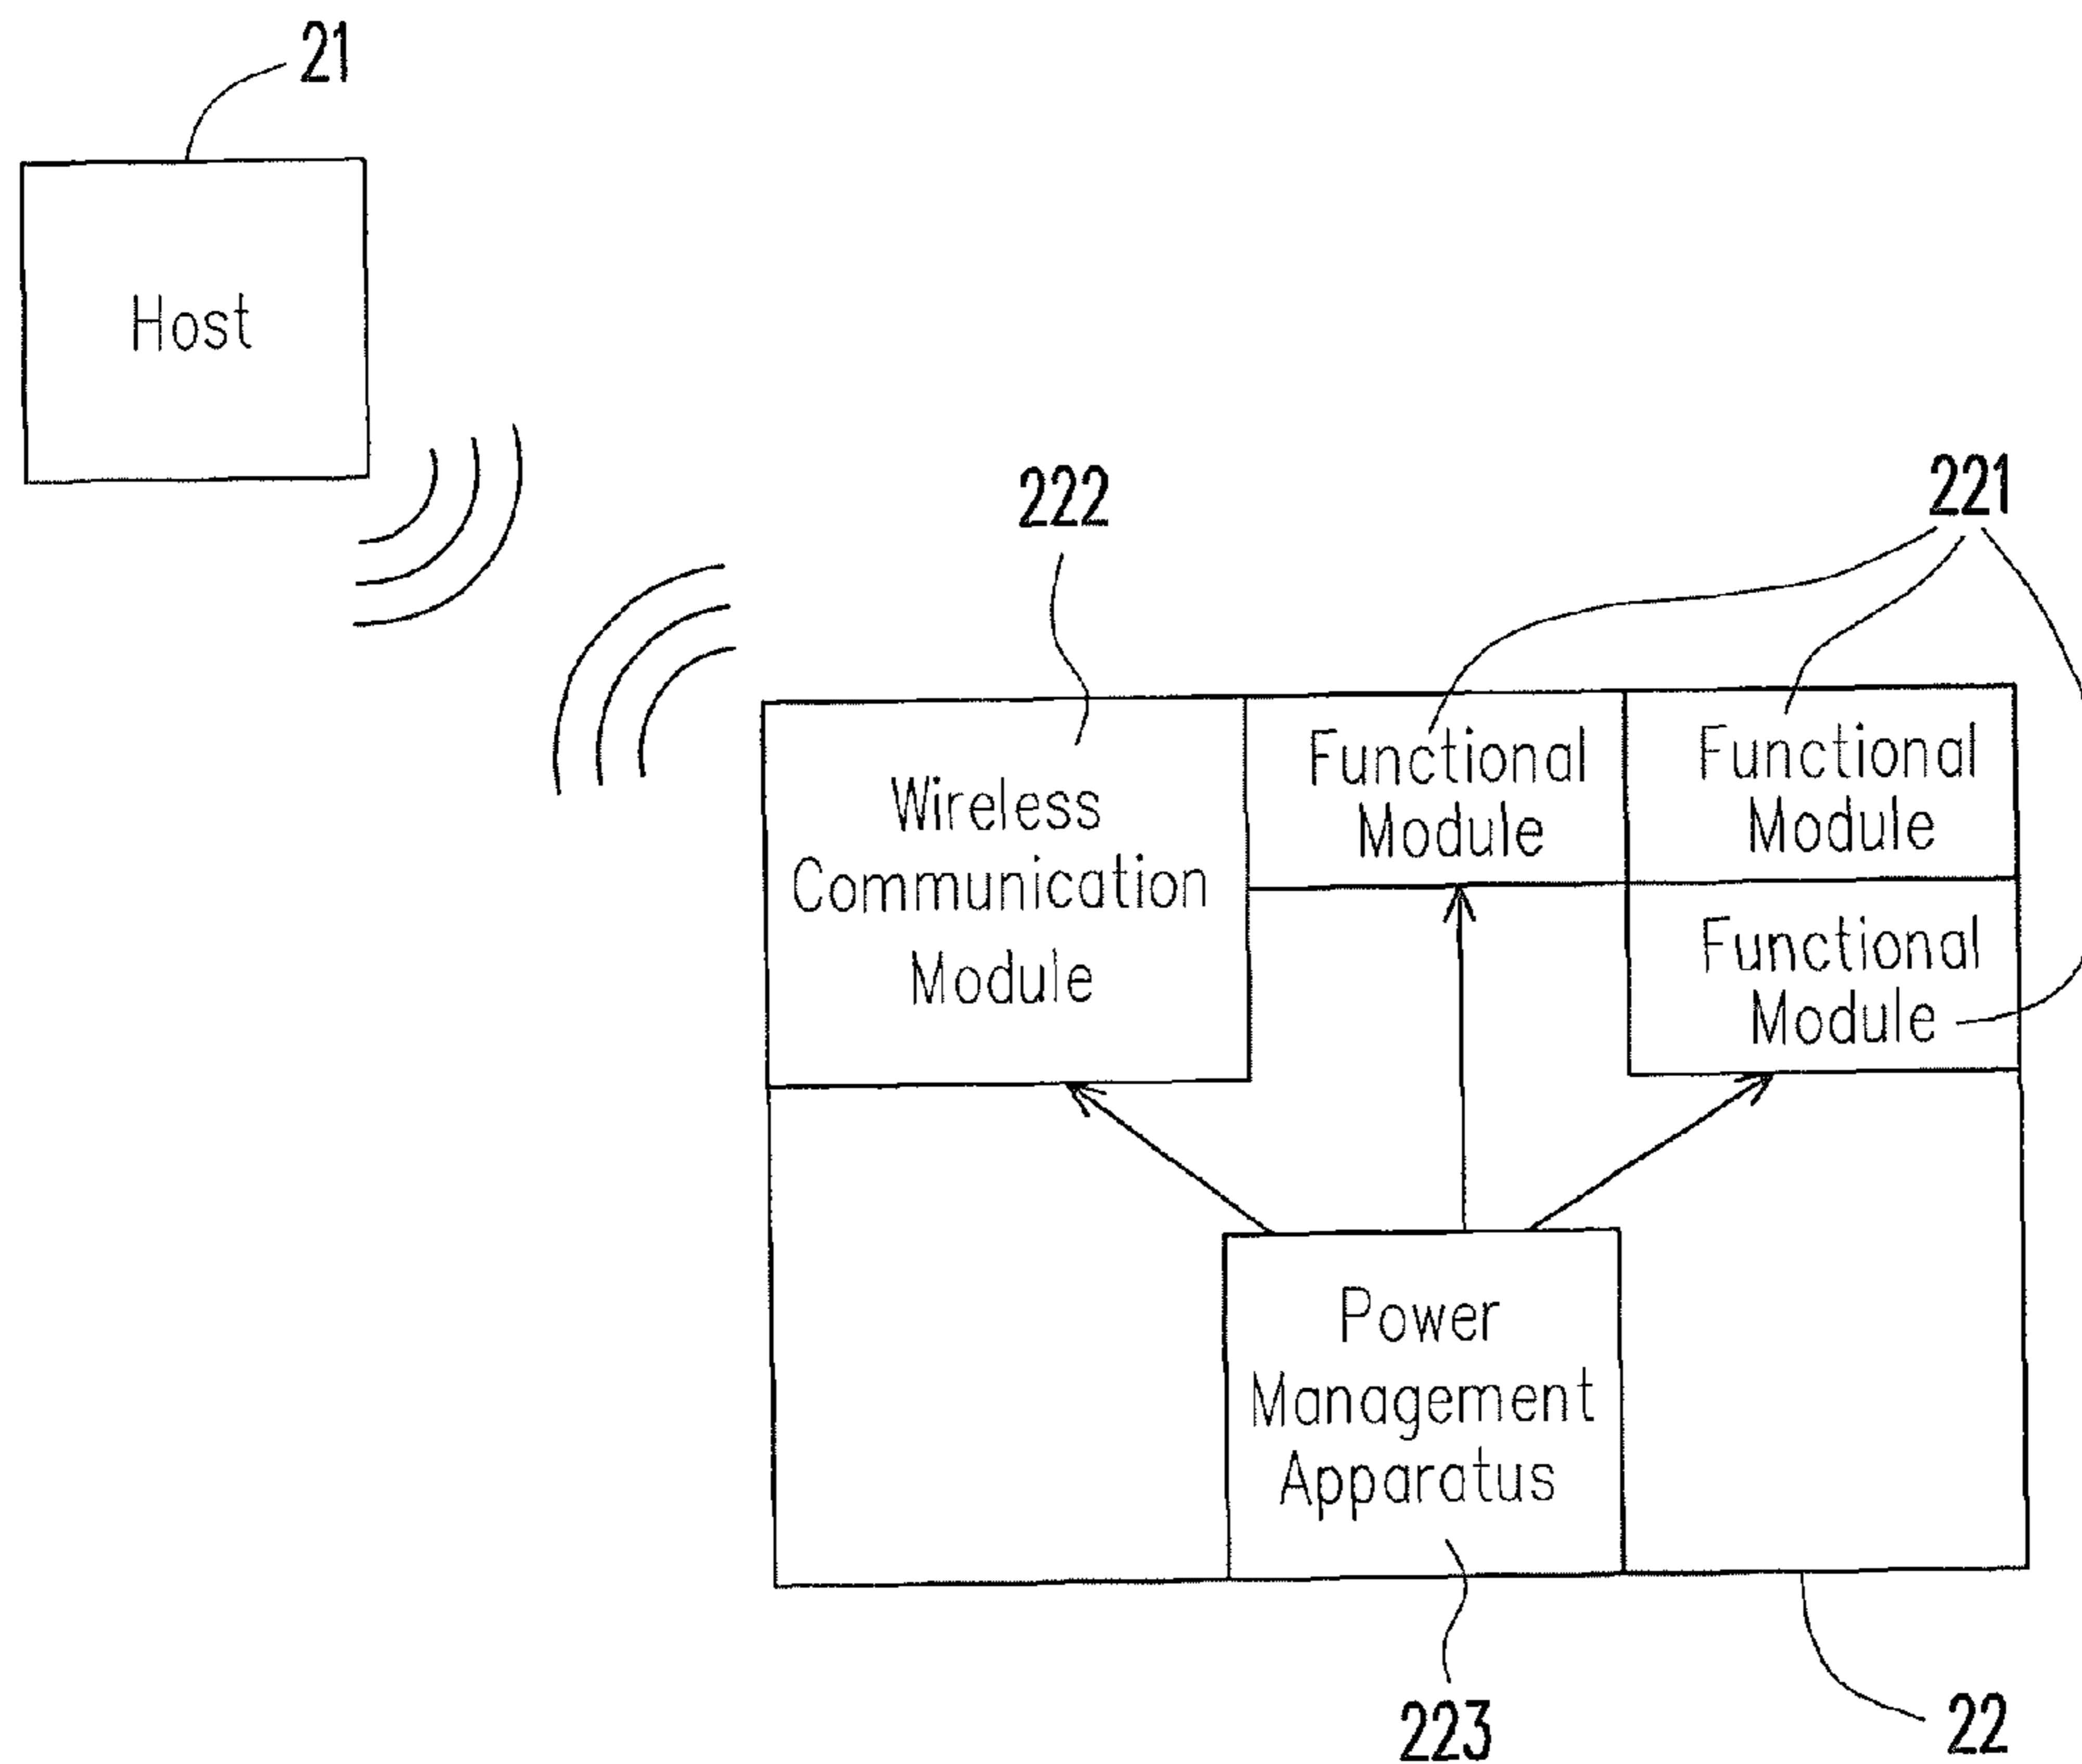 21
Host
222
221
Functional
Module
Functional
Module
Wireless
Communication
Module
Functional
Module
Power
Management
Apparatus
223
22